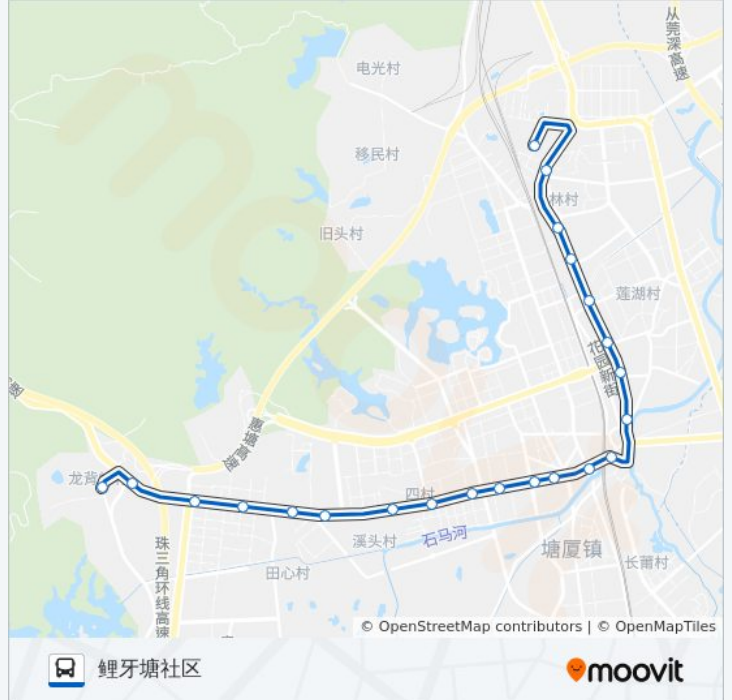 从莞深高速
电光村
移民村
林村
旧头村
莲湖村
花园新街
惠塘高速
龙背
四村
石马河
溪头村
塘厦镇
长莆村
田心村
珠三角环线高速
© OpenStreetMap contributors | © OpenMapTiles
鲤牙塘社区
moovit